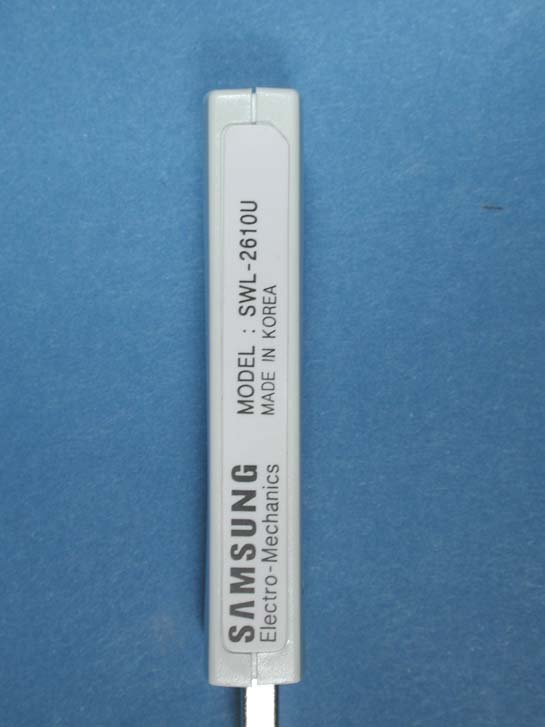 SAMSUNG
Electro-Mechanics
MODEL : SWL-2610U
MADE IN KOREA